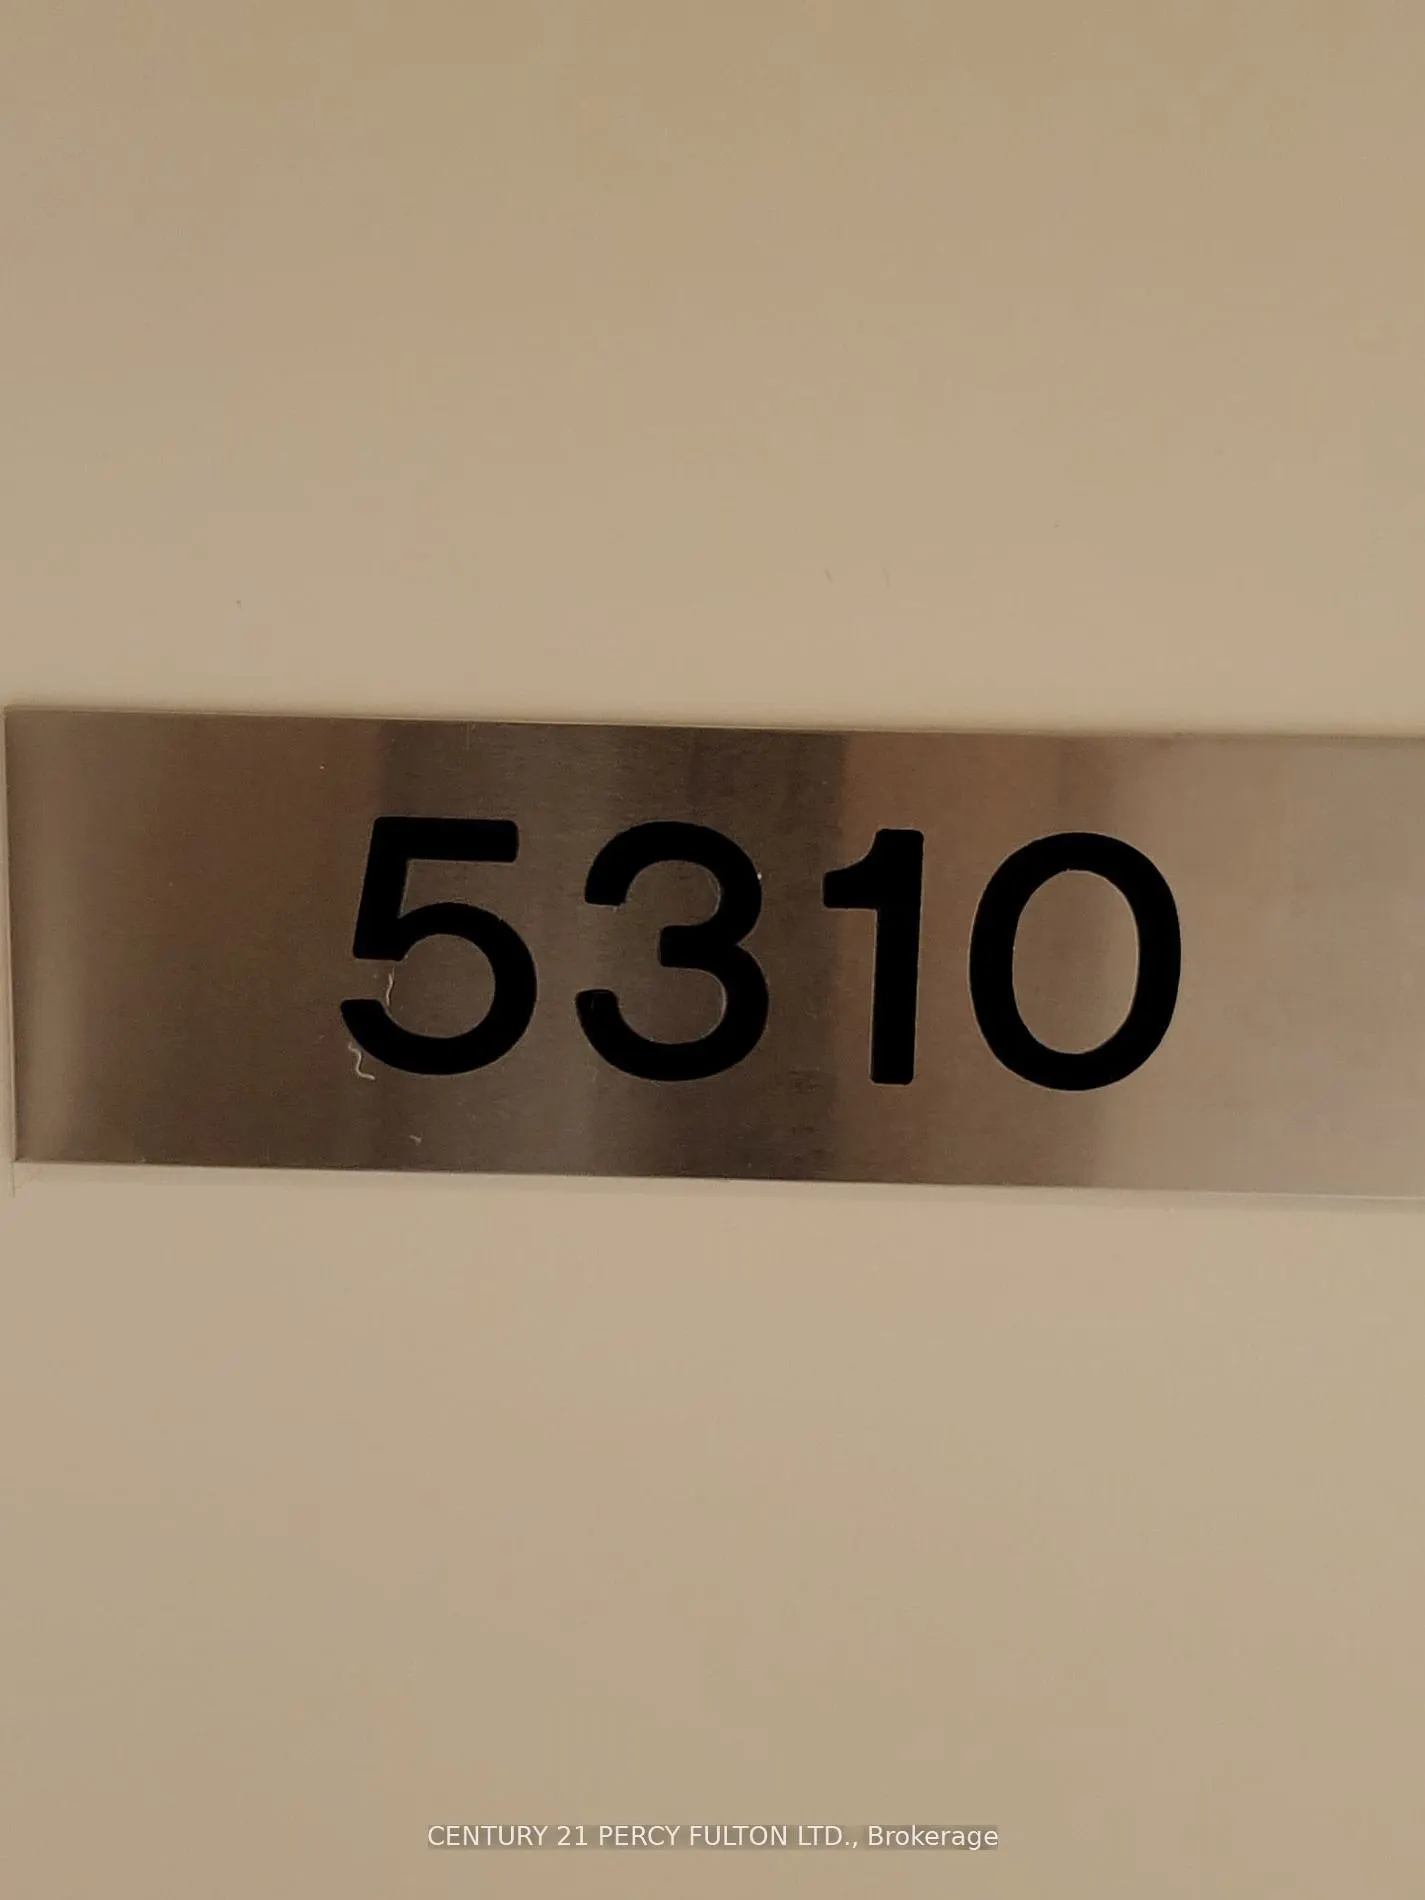 5310
CENTURY 21 PERCY FULTON LTD., Brokerage